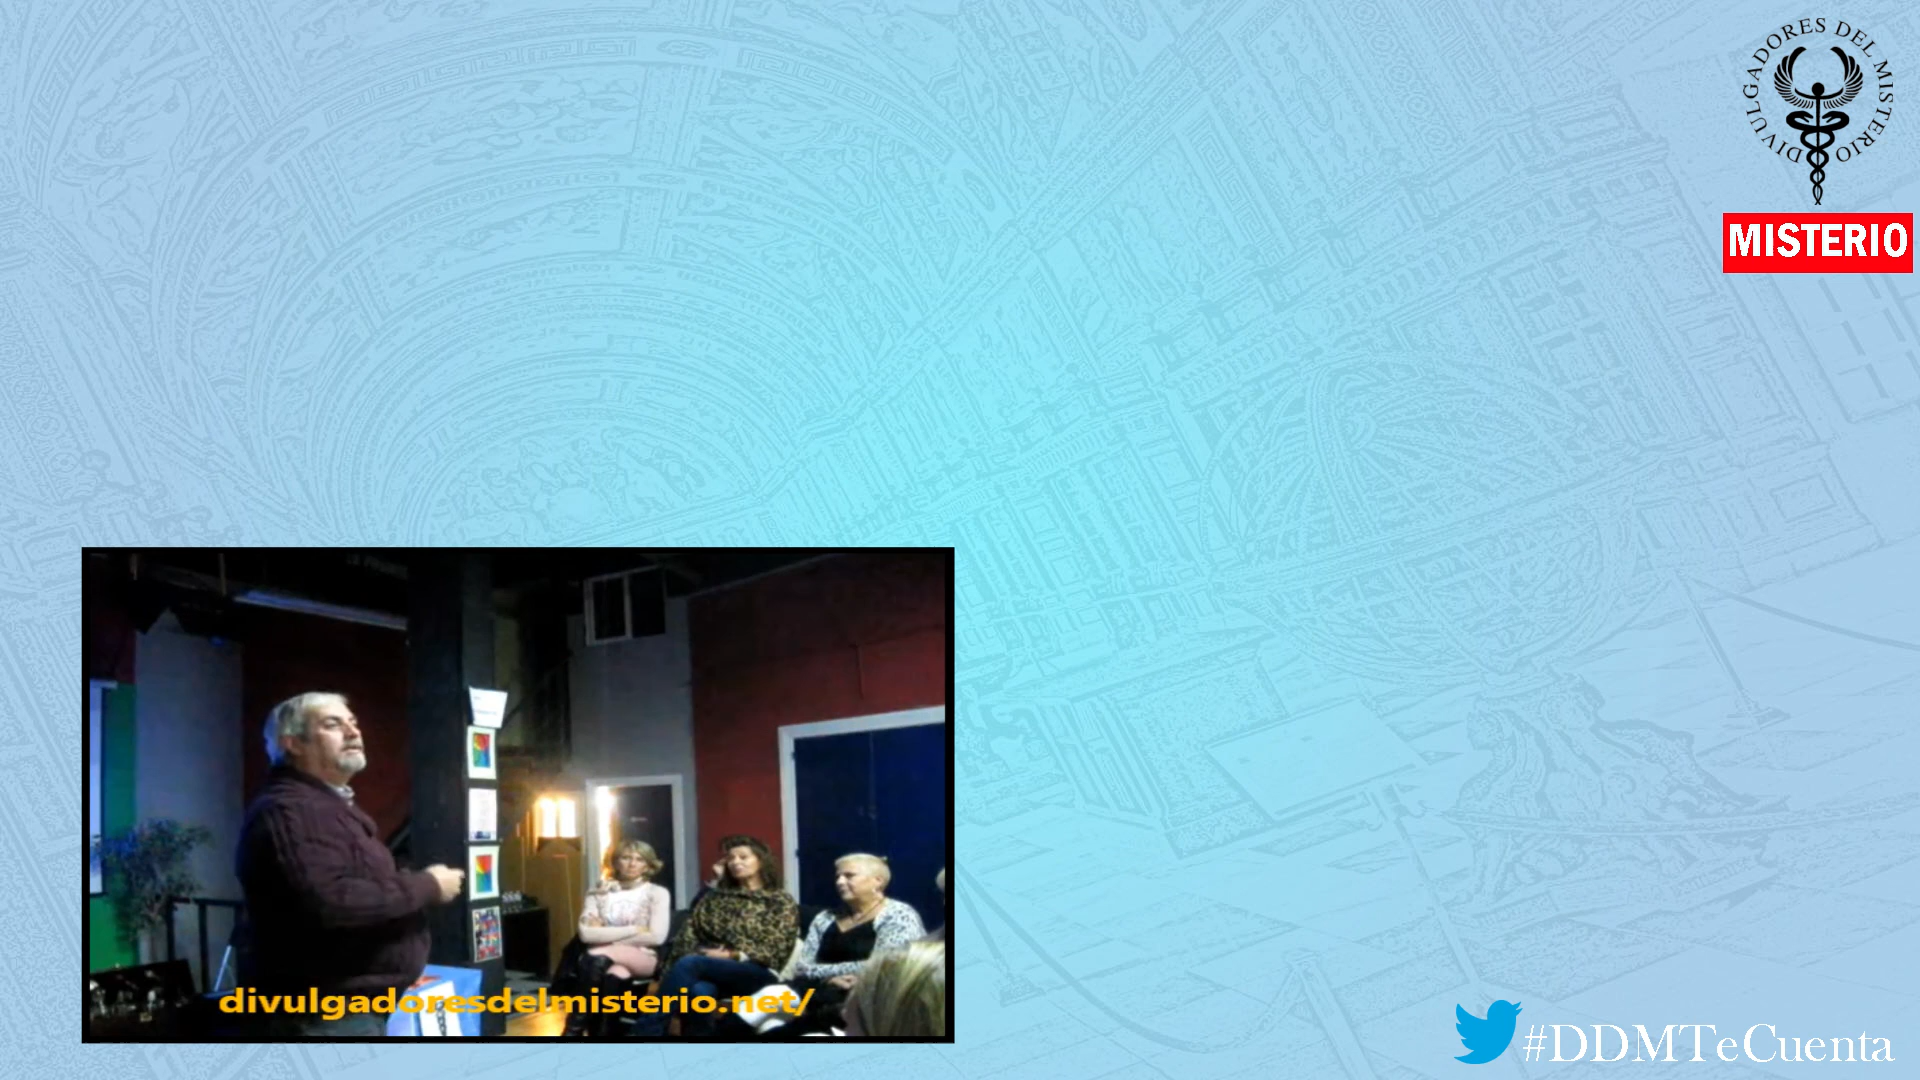 DIVULGADORES DEL MISTERIO
MISTERIO
divulgadoresdelmisterio.net/
#DDMTeCuenta